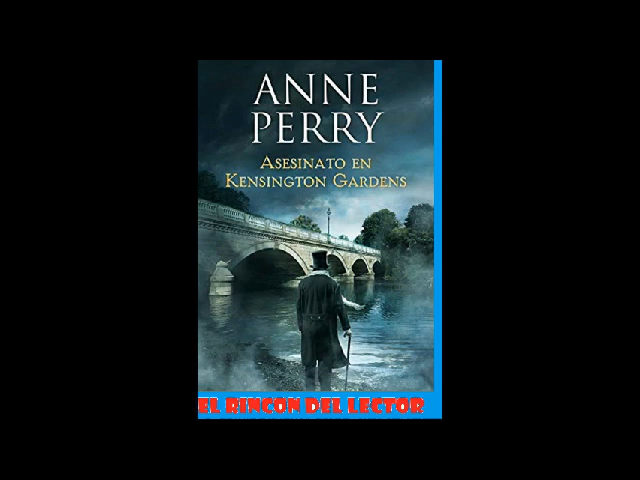 ANNE
PERRY
ASESINATO EN
KENSINGTON GARDENS
EL RINCON DEL LECTOR